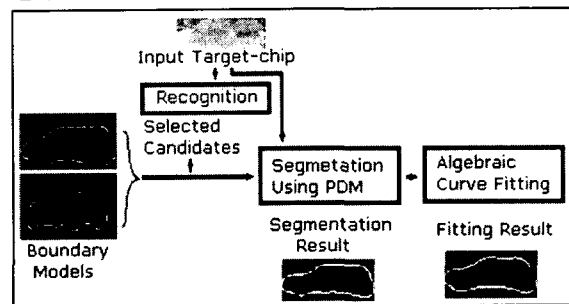 Input Target-chip
Recognition
Selected
Candidates
Segmetation
Using PDM
Algebraic
Curve Fitting
Boundary
Models
Segmentation
Result
Fitting Result